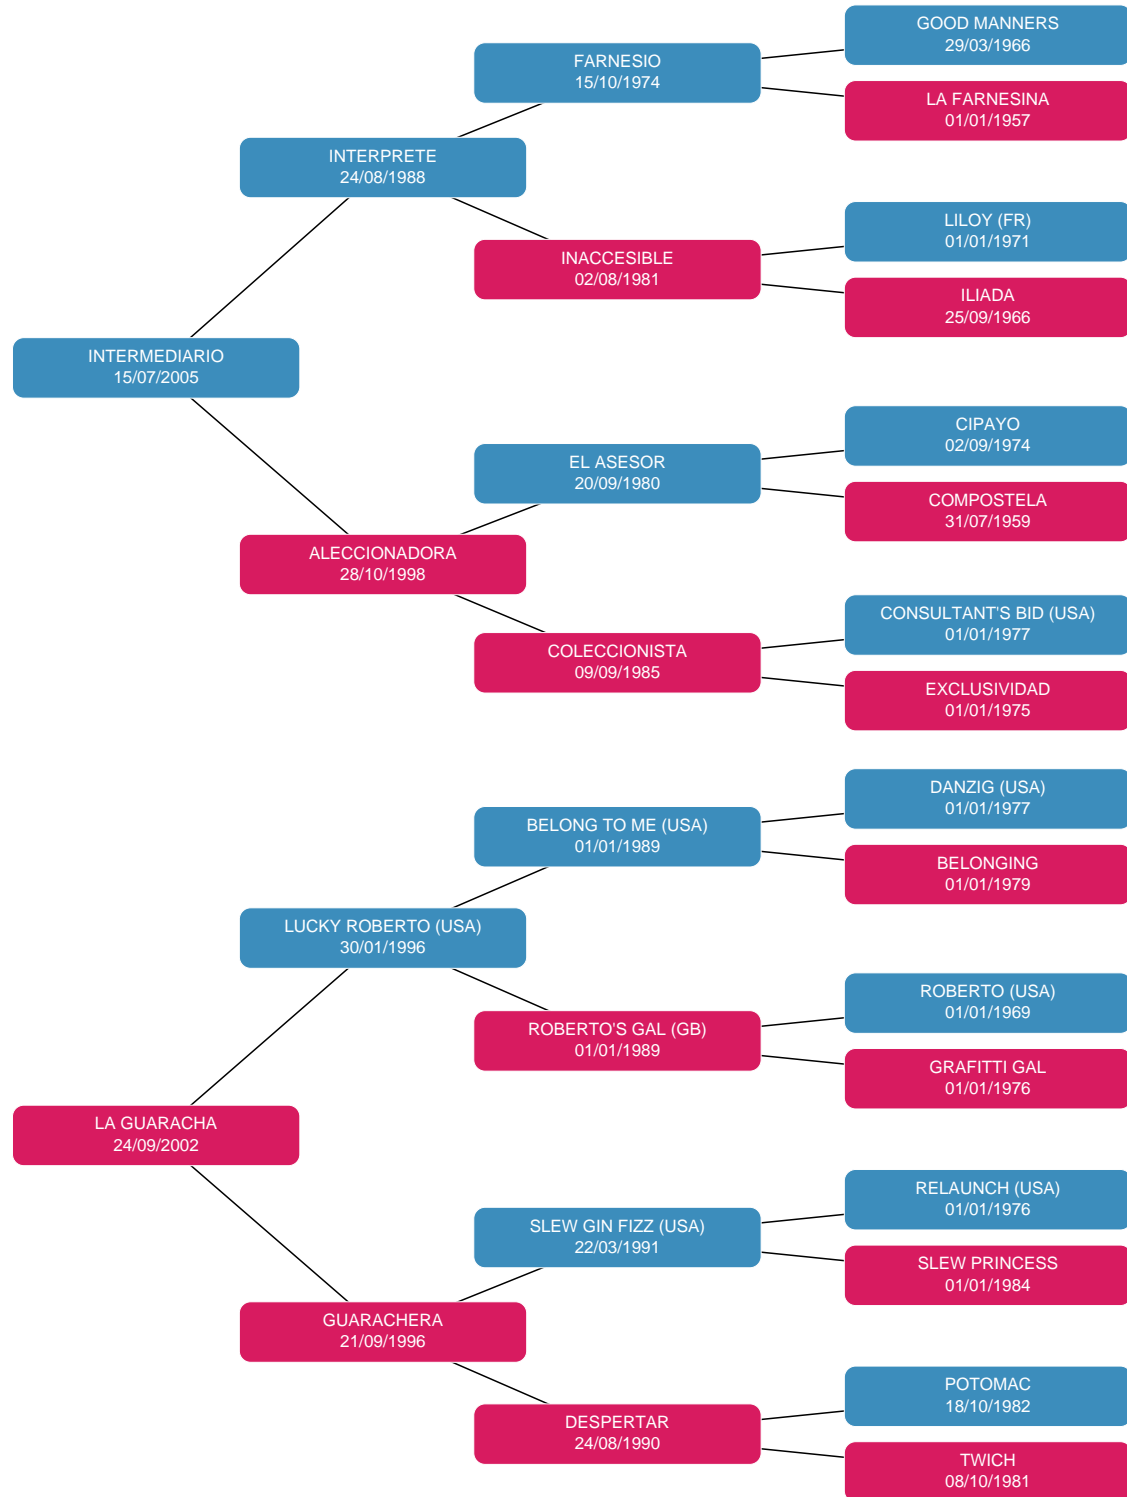 GOOD MANNERS
29/03/1966
FARNESIO
15/10/1974
LA FARNESINA
01/01/1957
INTERPRETE
24/08/1988
LILOY (FR)
01/01/1971
INACCESIBLE
02/08/1981
ILIADA
25/09/1966
INTERMEDIARIO
15/07/2005
CIPAYO
02/09/1974
EL ASESOR
20/09/1980
COMPOSTELA
31/07/1959
ALECCIONADORA
28/10/1998
CONSULTANT'S BID (USA)
01/01/1977
COLECCIONISTA
09/09/1985
EXCLUSIVIDAD
01/01/1975
DANZIG (USA)
01/01/1977
BELONG TO ME (USA)
01/01/1989
BELONGING
01/01/1979
LUCKY ROBERTO (USA)
30/01/1996
ROBERTO (USA)
01/01/1969
ROBERTO'S GAL (GB)
01/01/1989
GRAFITTI GAL
01/01/1976
LA GUARACHA
24/09/2002
RELAUNCH (USA)
01/01/1976
SLEW GIN FIZZ (USA)
22/03/1991
SLEW PRINCESS
01/01/1984
GUARACHERA
21/09/1996
POTOMAC
18/10/1982
DESPERTAR
24/08/1990
TWICH
08/10/1981